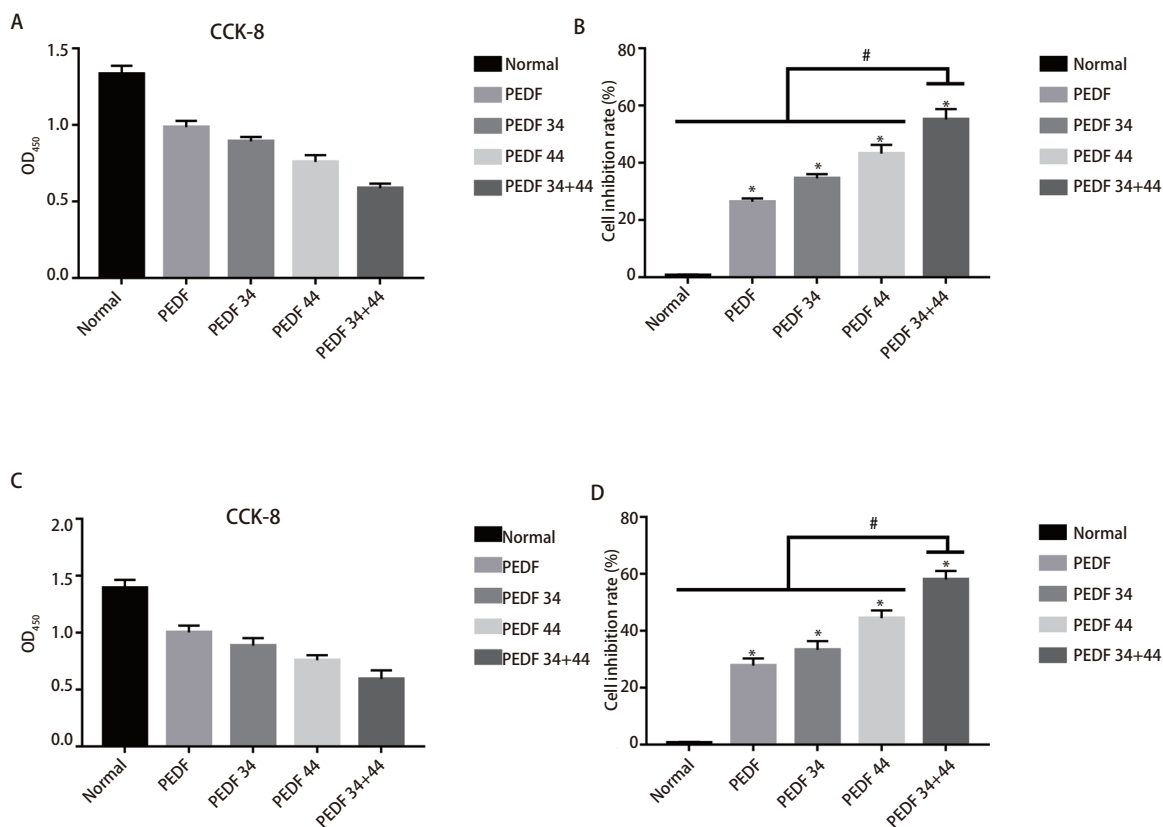 A
CCK-8
1.5
1.0
0.5
0.0
OD450
Normal
PEDF
PEDF 34
PEDF 44
PEDF 34+44
Normal
PEDF
PEDF 34
PEDF 44
PEDF 34+44
B
80
60
40
20
0
Cell inhibition rate (%)
#
*
*
*
*
Normal
PEDF
PEDF 34
PEDF 44
PEDF 34+44
Normal
PEDF
PEDF 34
PEDF 44
PEDF 34+44
C
CCK-8
2.0
1.5
1.0
0.5
0.0
OD450
Normal
PEDF
PEDF 34
PEDF 44
PEDF 34+44
Normal
PEDF
PEDF 34
PEDF 44
PEDF 34+44
D
80
60
40
20
0
Cell inhibition rate (%)
#
*
*
*
*
Normal
PEDF
PEDF 34
PEDF 44
PEDF 34+44
Normal
PEDF
PEDF 34
PEDF 44
PEDF 34+44